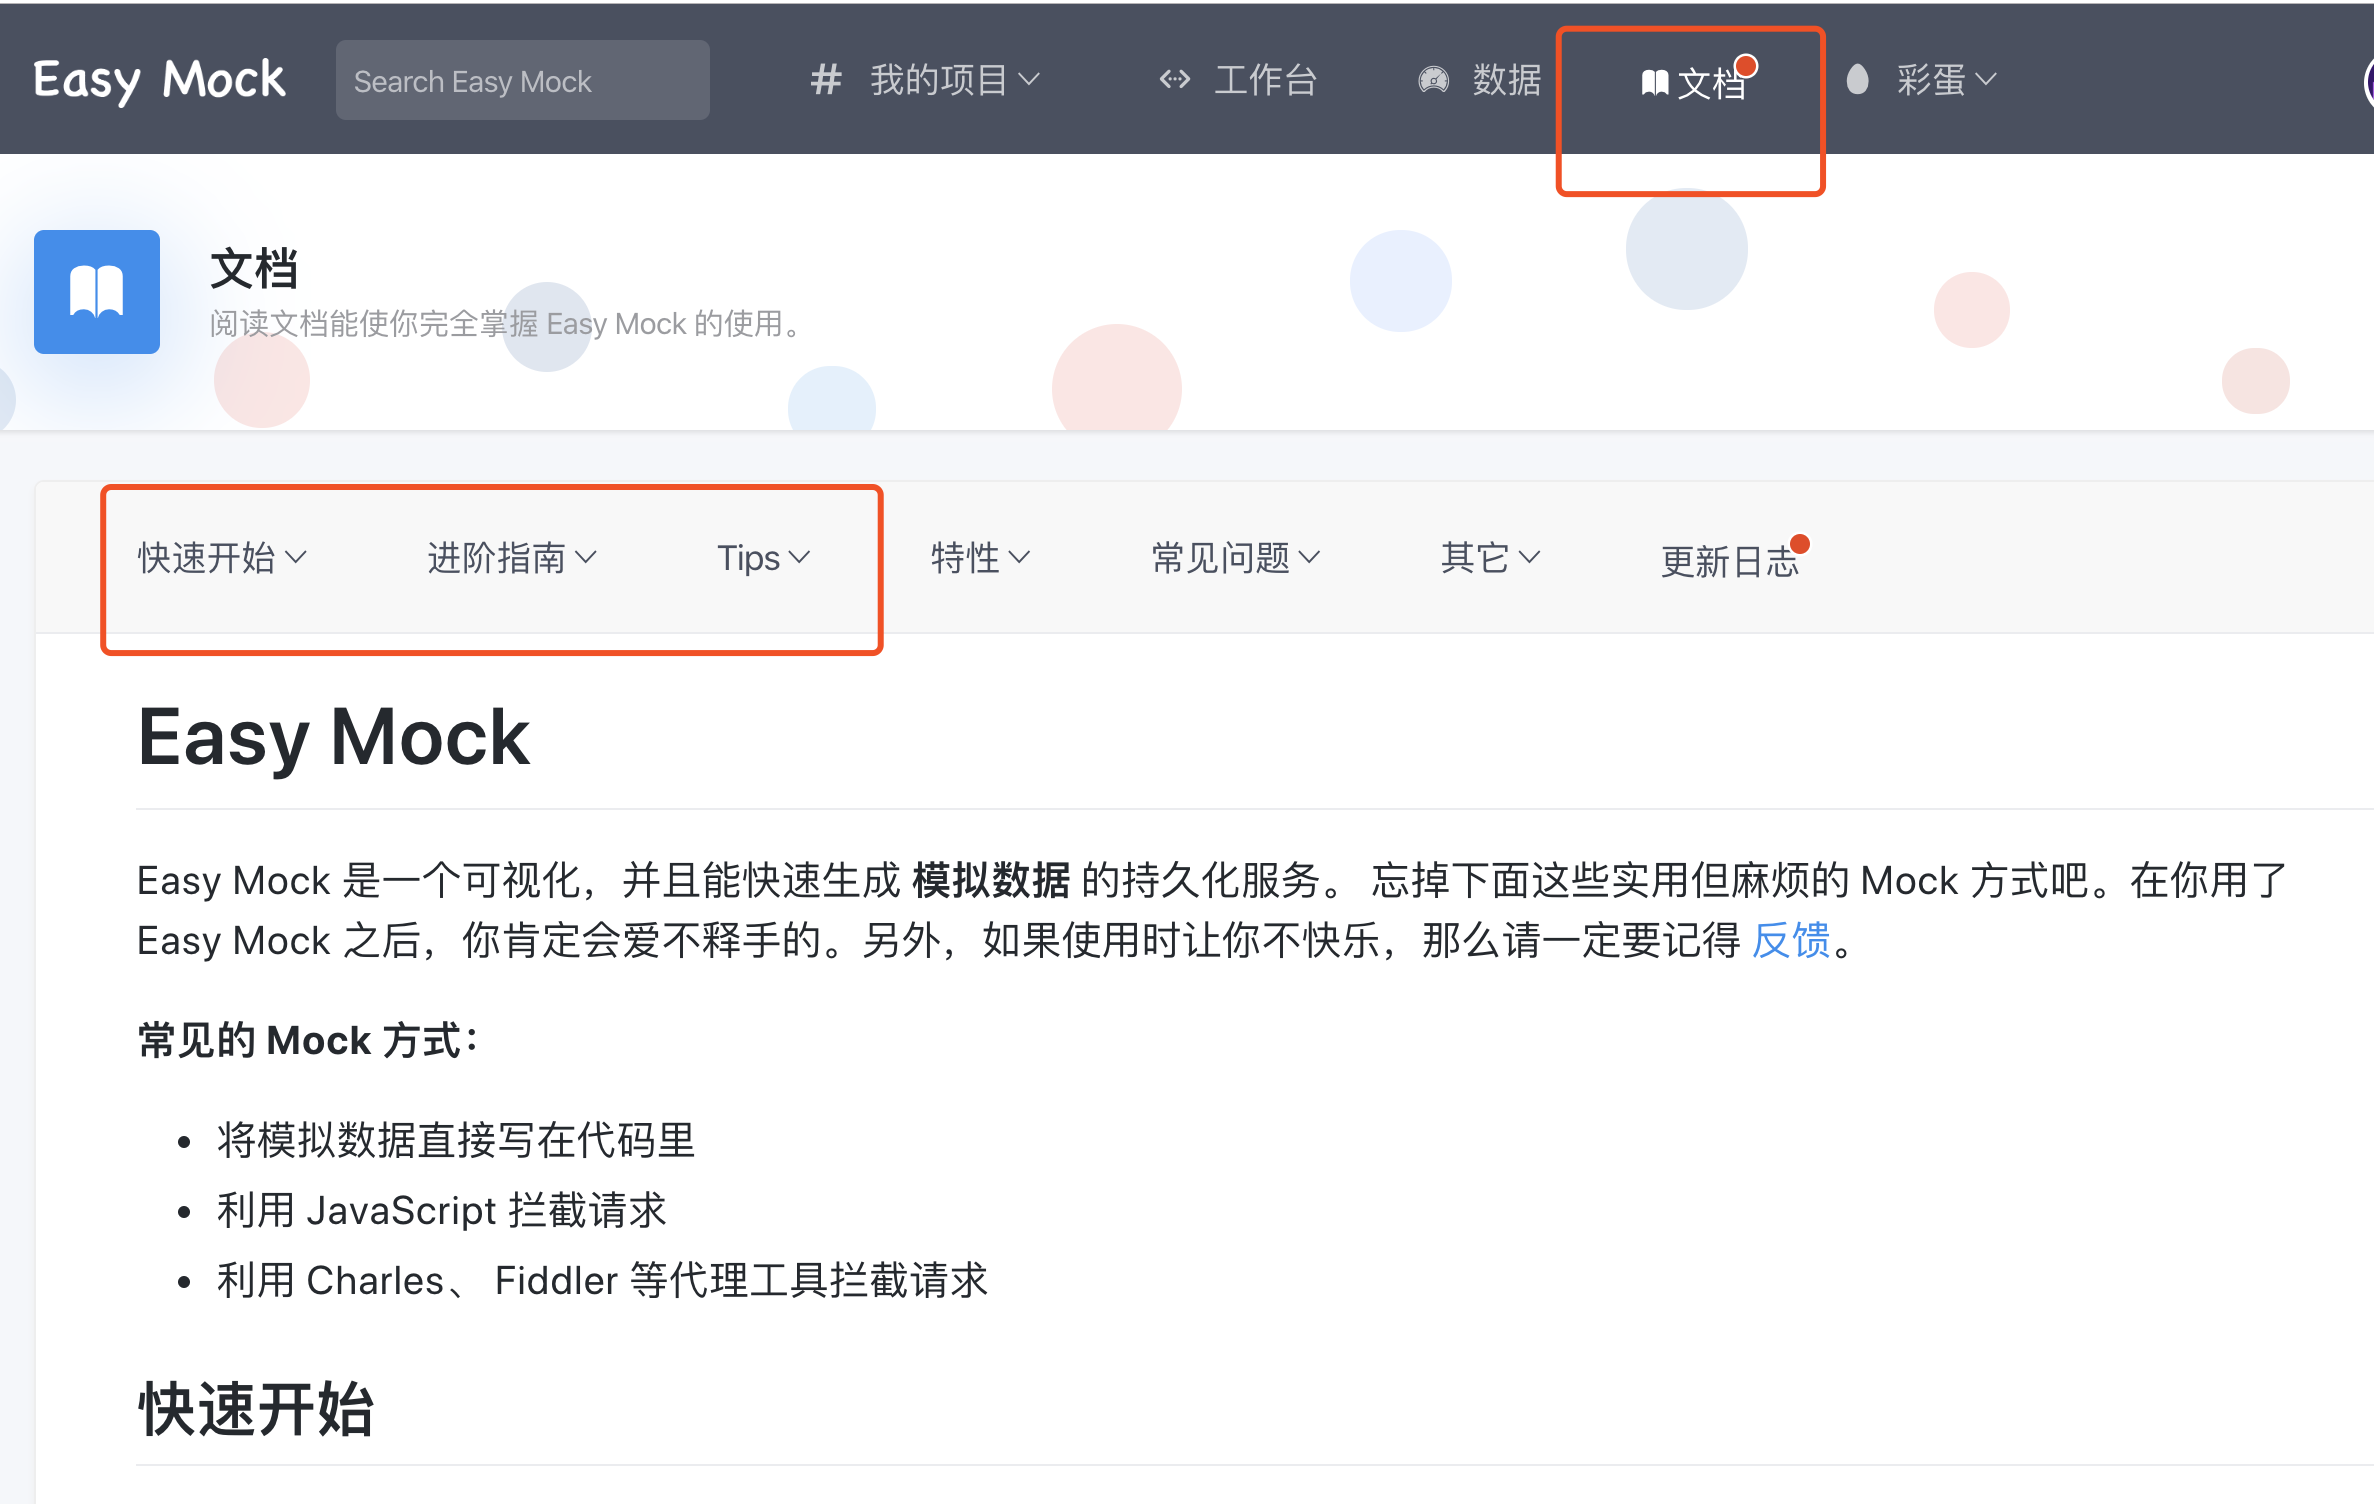 Easy Mock
Search Easy Mock
我的项目
工作台
数据
文档
彩蛋
文档
阅读文档能使你完全掌握 Easy Mock 的使用。
快速开始
进阶指南
Tips
特性
常见问题
其它
更新日志
Easy Mock
Easy Mock 是一个可视化，并且能快速生成 模拟数据 的持久化服务。 忘掉下面这些实用但麻烦的 Mock 方式吧。在你用了
Easy Mock 之后，你肯定会爱不释手的。另外，如果使用时让你不快乐，那么请一定要记得 反馈。
常见的 Mock 方式：
• 将模拟数据直接写在代码里
• 利用 JavaScript 拦截请求
• 利用 Charles、 Fiddler 等代理工具拦截请求
快速开始